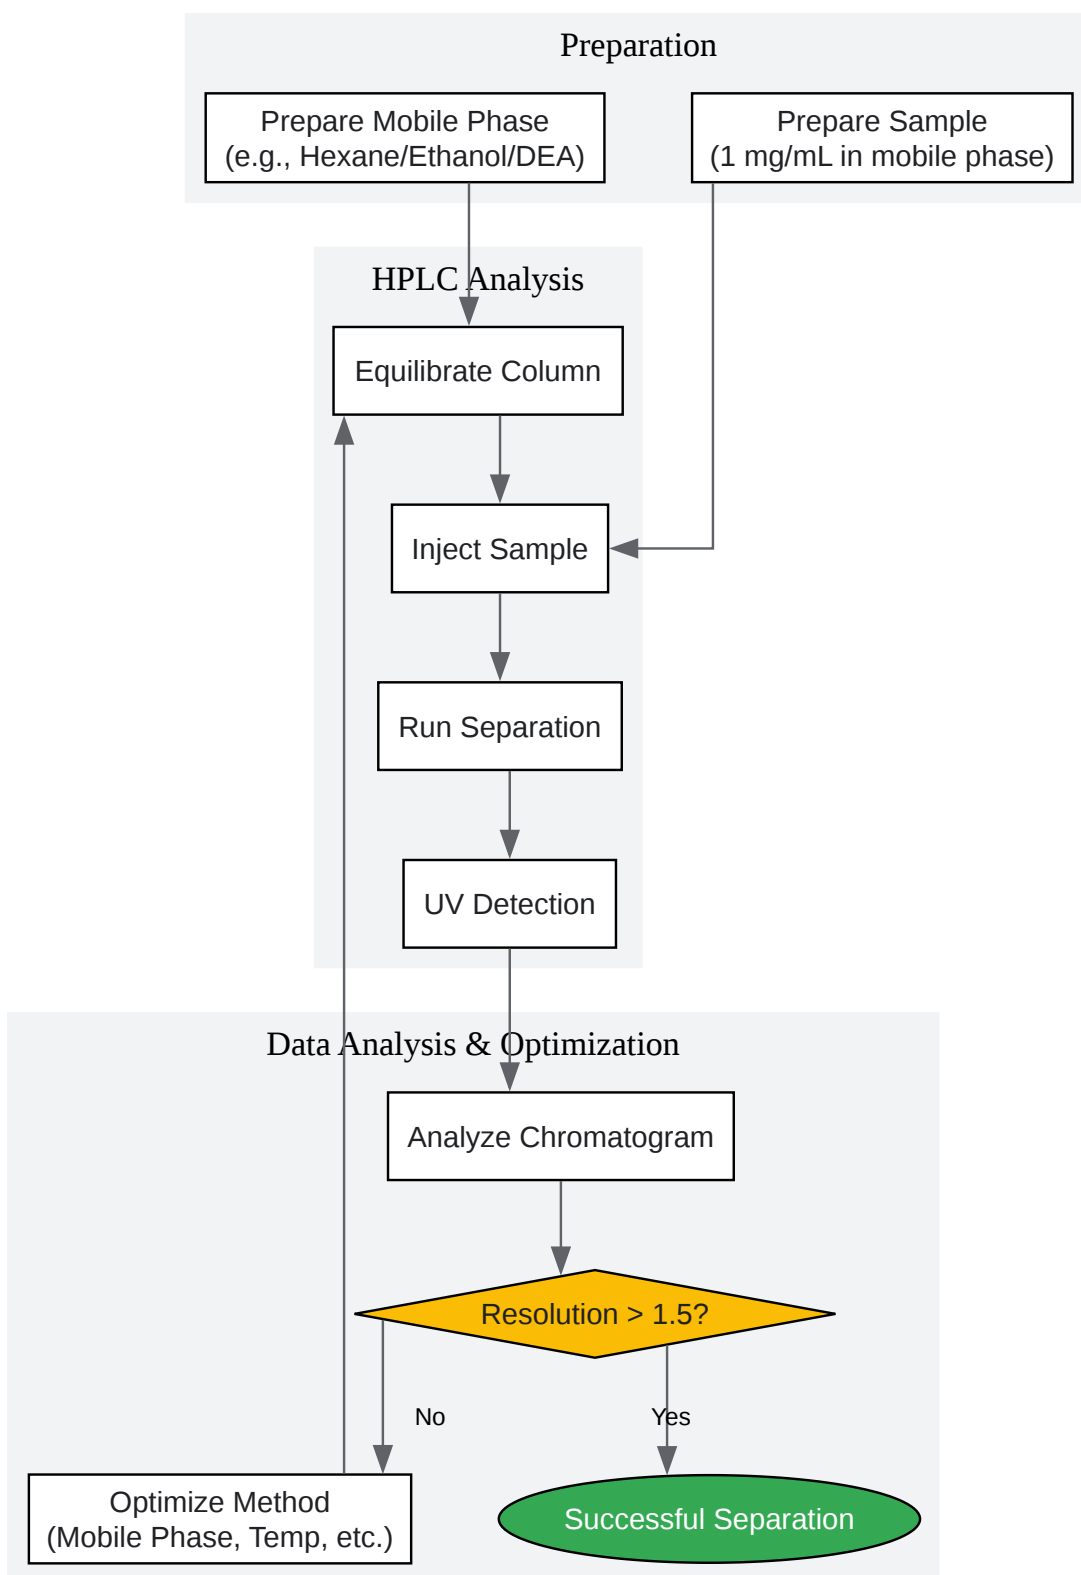 Preparation
Prepare Mobile Phase
(e.g., Hexane/Ethanol/DEA)
Prepare Sample
(1 mg/mL in mobile phase)
HPLC Analysis
Equilibrate Column
Inject Sample
Run Separation
UV Detection
Data Analysis & Optimization
Analyze Chromatogram
Resolution > 1.5?
No
Yes
Optimize Method
(Mobile Phase, Temp, etc.)
Successful Separation